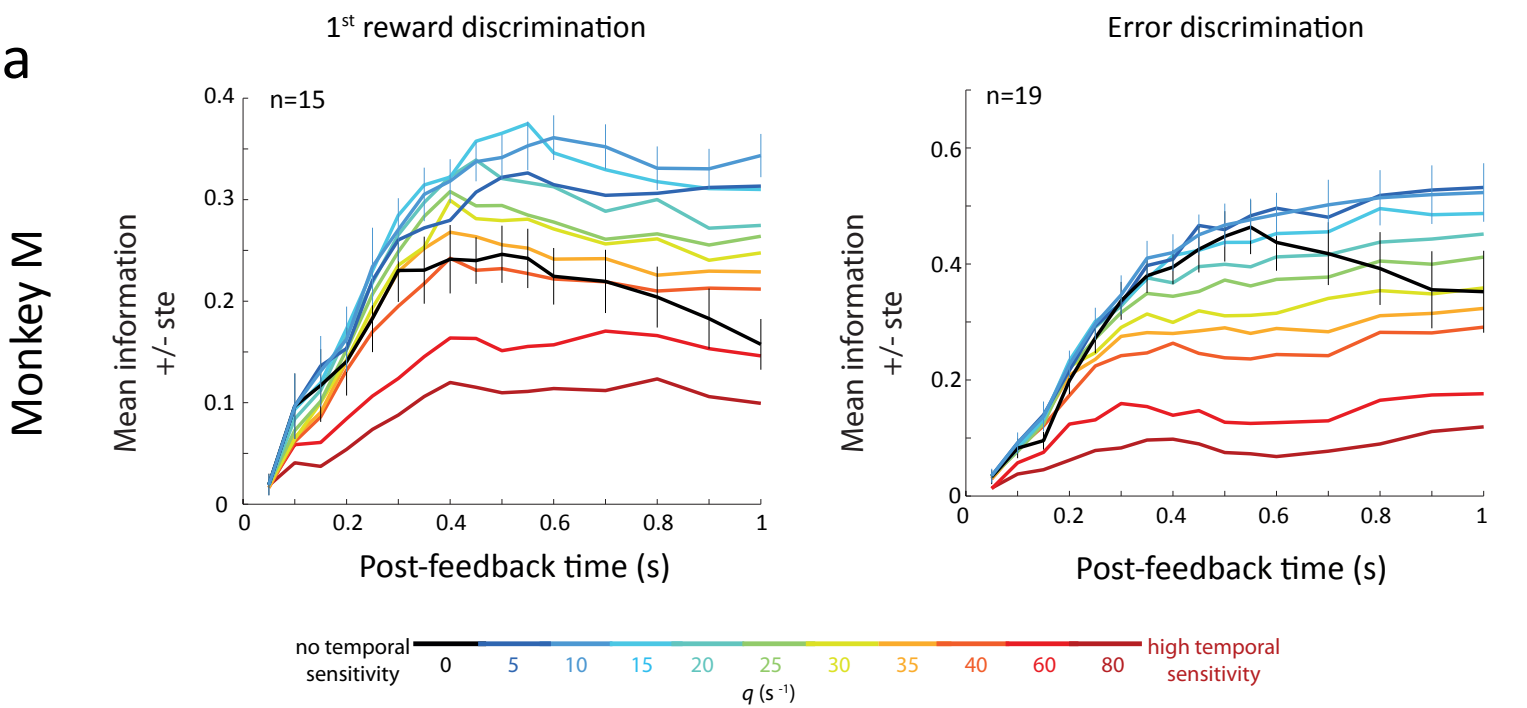 a
1st reward discrimination
Error discrimination
Monkey M
Mean information
+/- ste
n=15
0.4
0.3
0.2
0.1
0
0 0.2 0.4 0.6 0.8 1
Post-feedback time (s)
Mean information
+/- ste
n=19
0.6
0.4
0.2
0
0 0.2 0.4 0.6 0.8 1
Post-feedback time (s)
no temporal
sensitivity
0 5 10 15 20 25 30 35 40 60 80
high temporal
sensitivity
q (s -1)